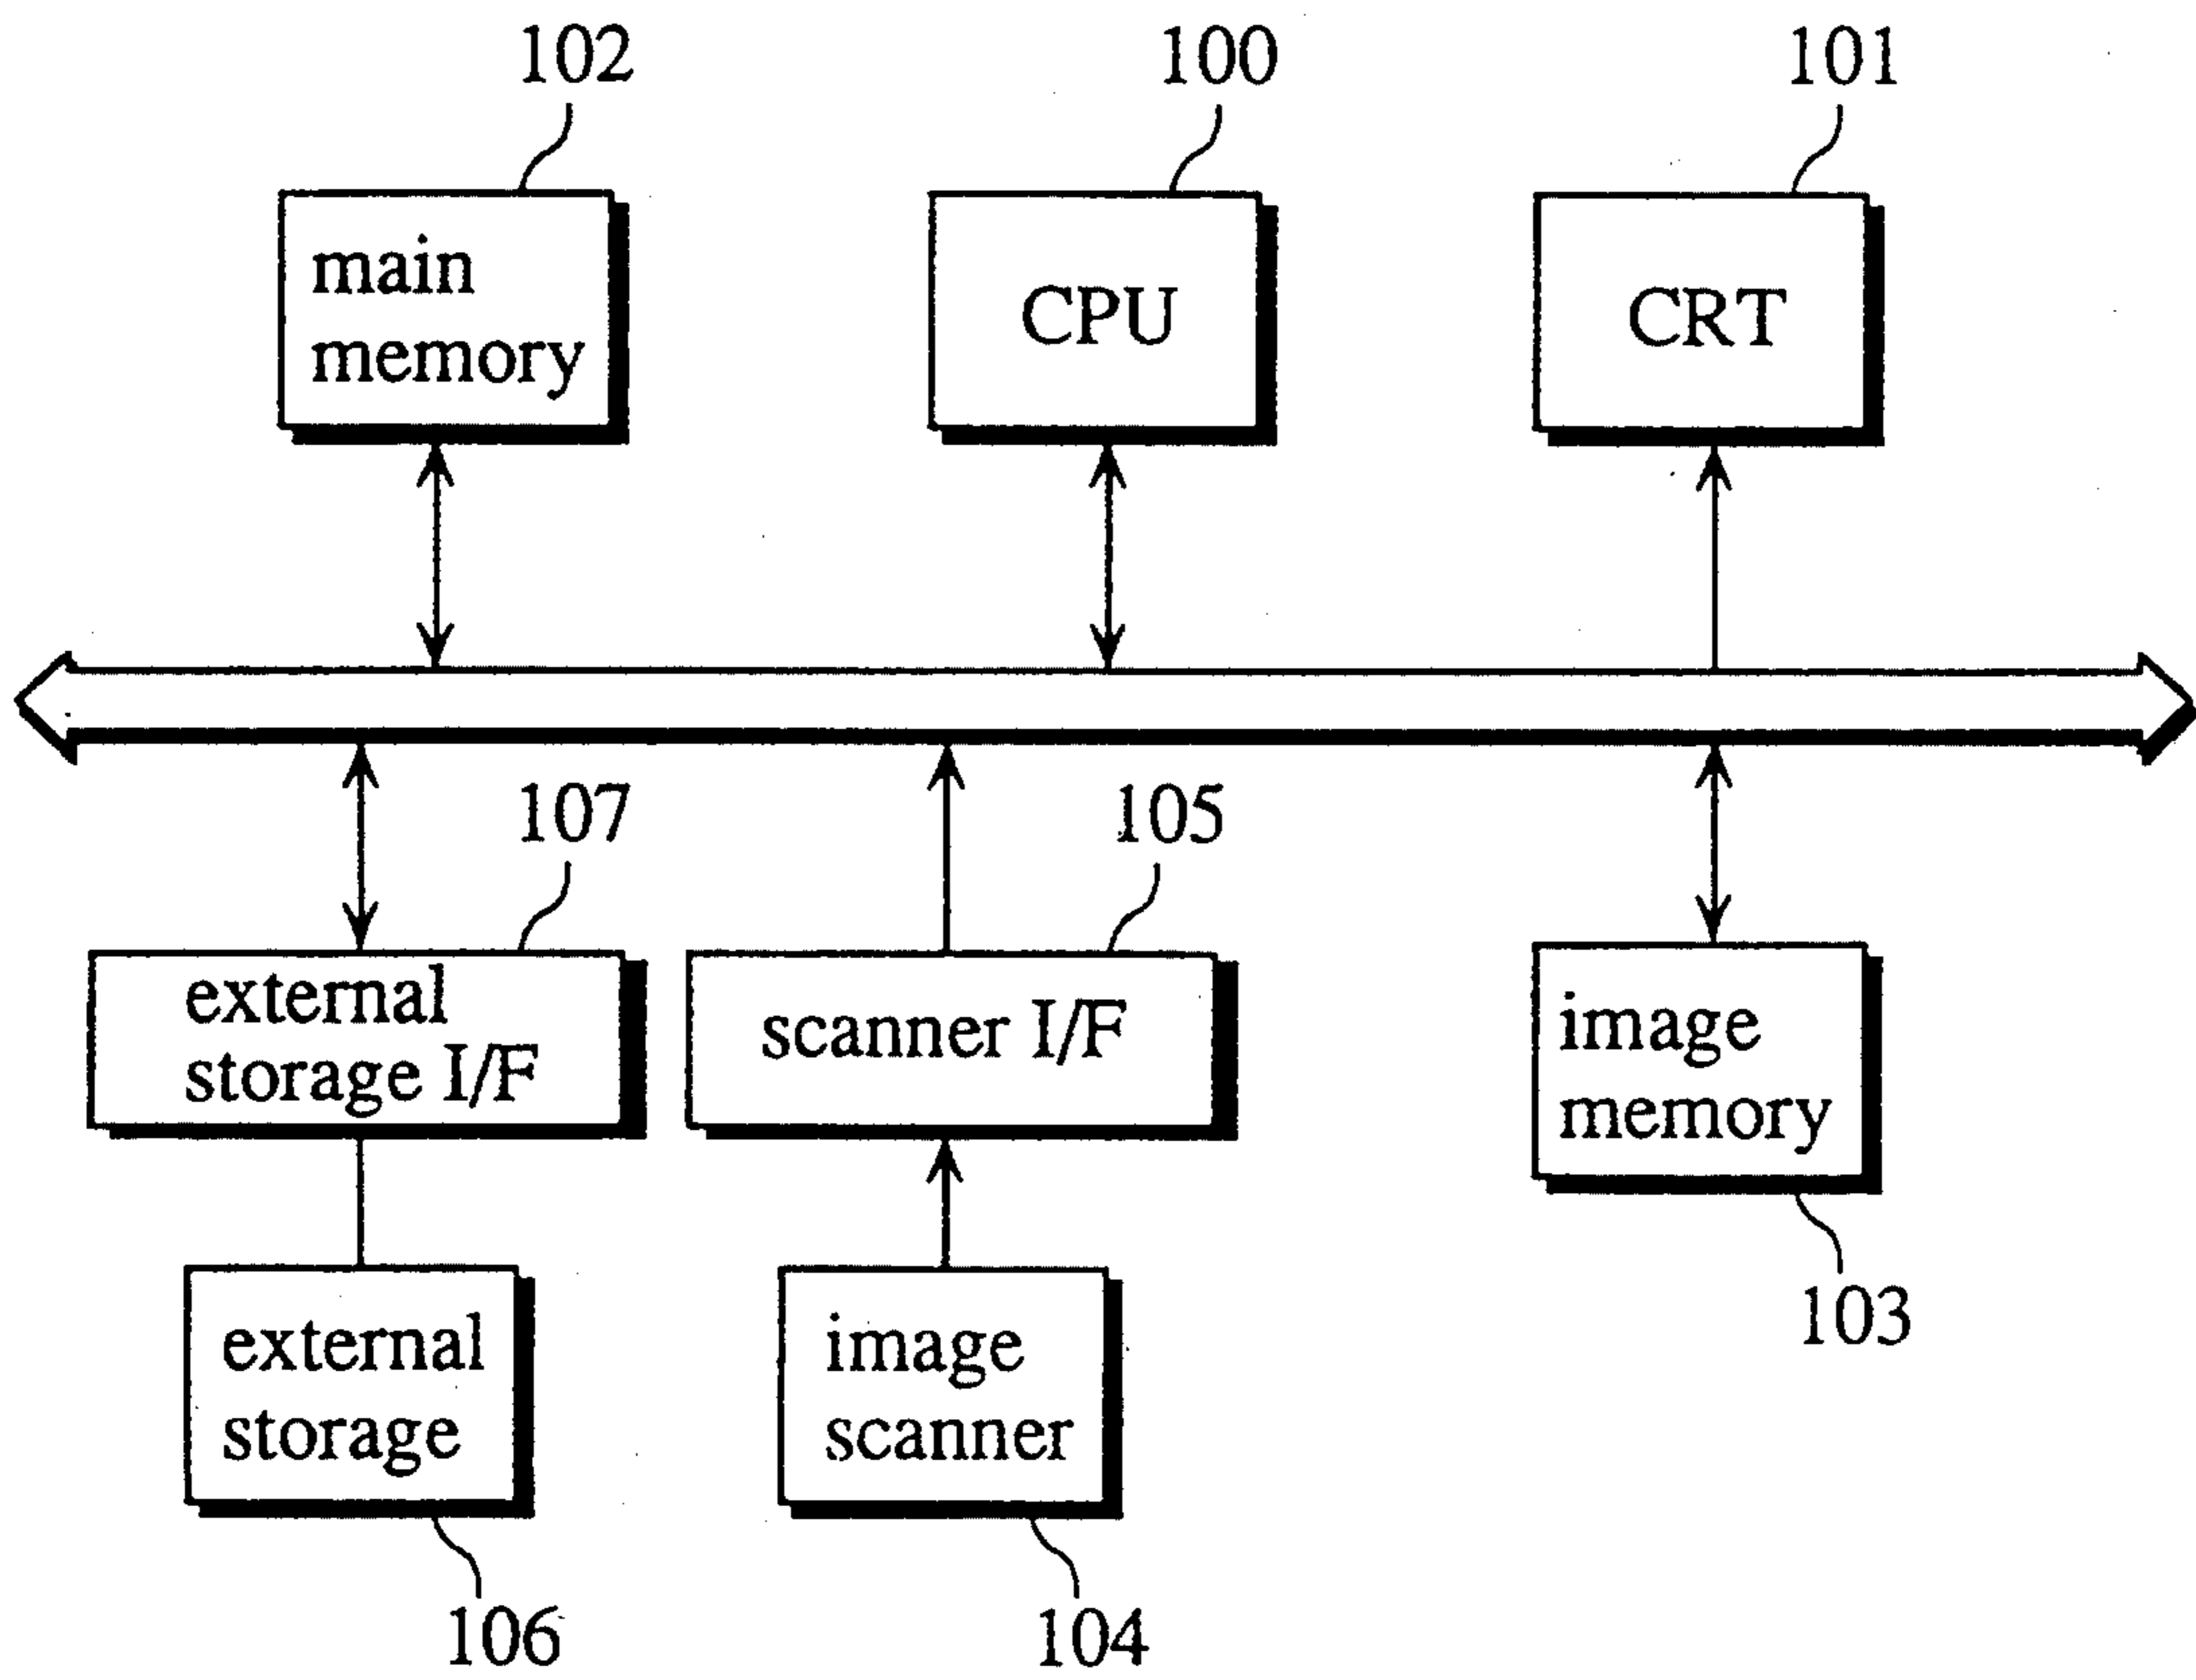 102
100
101
main
memory
CPU
CRT
107
105
external
storage I/F
scanner I/F
image
memory
external
storage
image
scanner
103
106
104